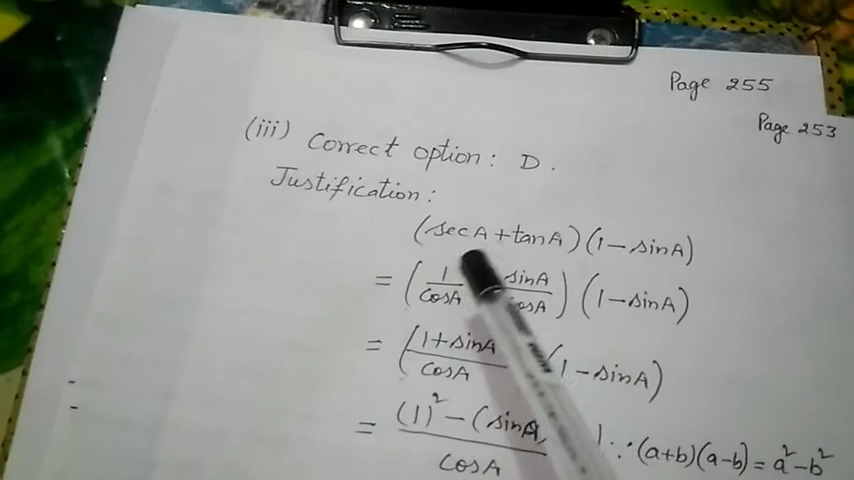 Page 255
Page 253
(iii) Correct option: D.
Justification:
(secA+tanA)(1-sinA)
= (1/cosA sinA/cosA) (1-sinA)
= (1+sinA/cosA (1-sinA)
= (1)²-(sinA/cosA | ∵(a+b)(a-b)=a²-b²